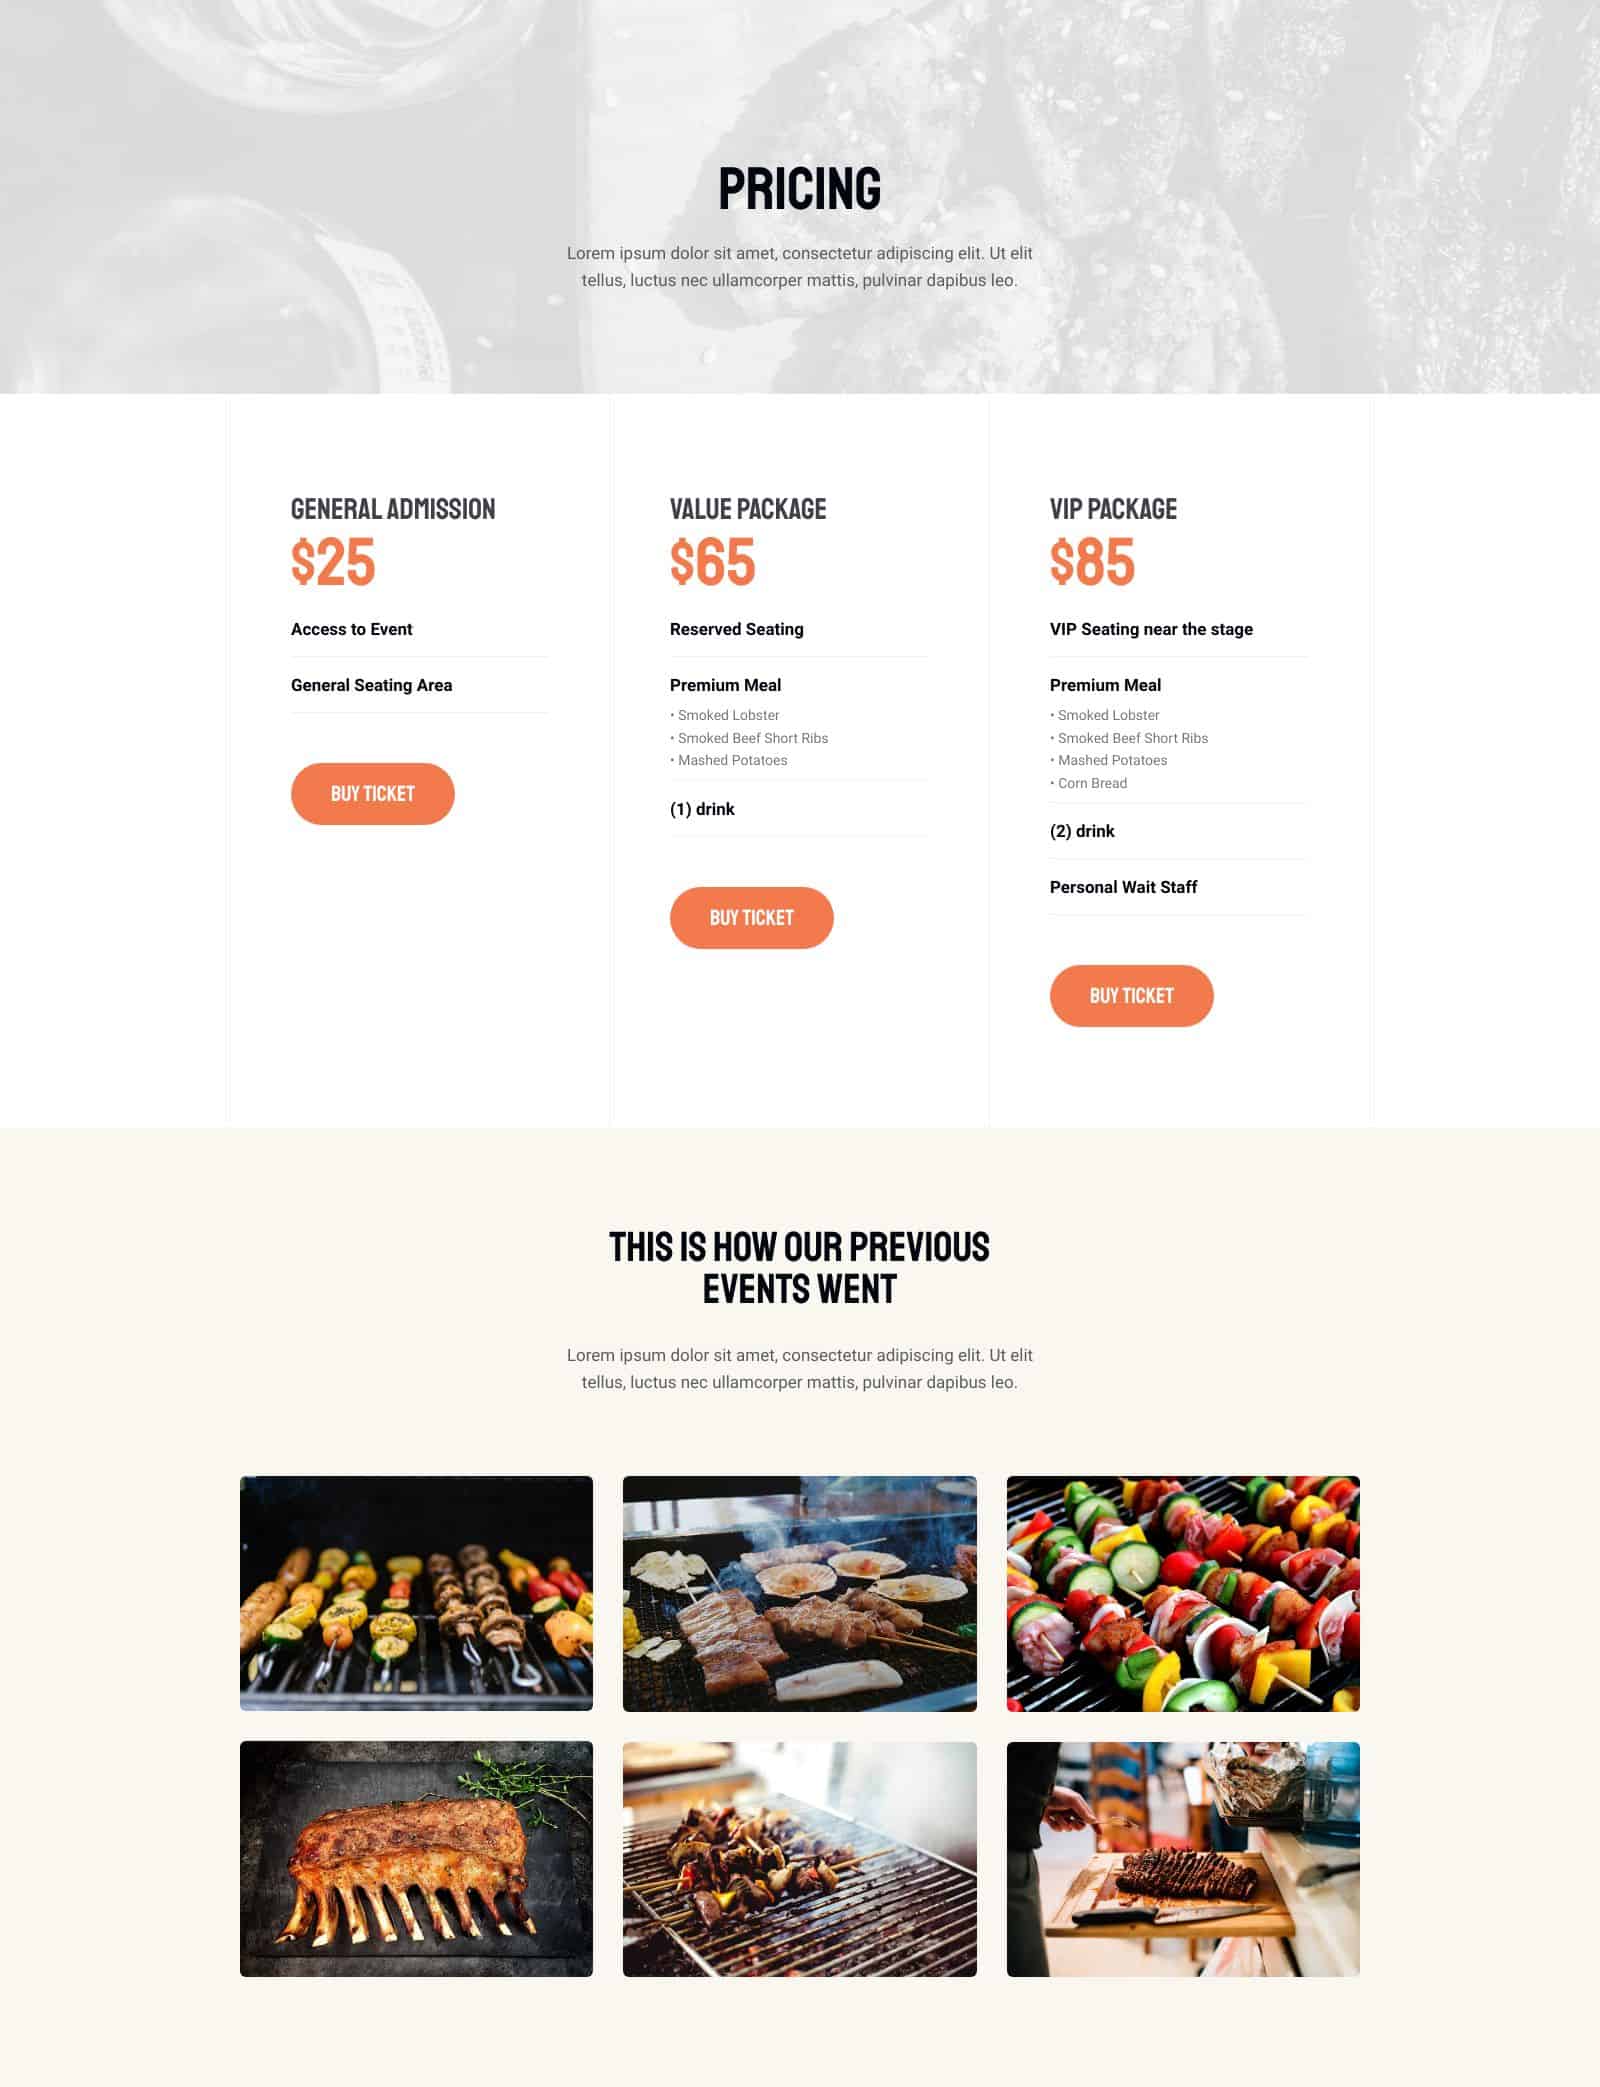 PRICING
Lorem ipsum dolor sit amet, consectetur adipiscing elit. Ut elit
tellus, luctus nec ullamcorper mattis, pulvinar dapibus leo.
GENERAL ADMISSION
$25
Access to Event
General Seating Area
BUY TICKET
VALUE PACKAGE
$65
Reserved Seating
Premium Meal
• Smoked Lobster
• Smoked Beef Short Ribs
• Mashed Potatoes
(1) drink
BUY TICKET
VIP PACKAGE
$85
VIP Seating near the stage
Premium Meal
• Smoked Lobster
• Smoked Beef Short Ribs
• Mashed Potatoes
• Corn Bread
(2) drink
Personal Wait Staff
BUY TICKET
THIS IS HOW OUR PREVIOUS
EVENTS WENT
Lorem ipsum dolor sit amet, consectetur adipiscing elit. Ut elit
tellus, luctus nec ullamcorper mattis, pulvinar dapibus leo.